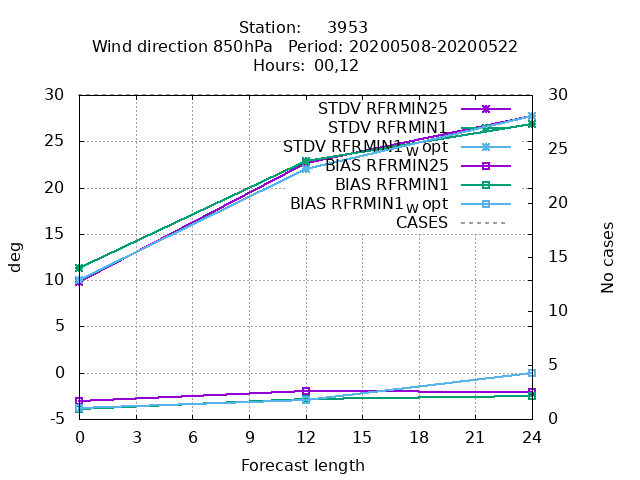 Station: 3953
Wind direction 850hPa Period: 20200508-20200522
Hours: 00,12
30
25
20
15
10
5
0
-5
30
25
20
15
10
5
0
deg
No cases
STDV RFRMIN25
STDV RFRMIN1
STDV RFRMIN1w opt
BIAS RFRMIN25
BIAS RFRMIN1
BIAS RFRMIN1w opt
CASES
0 3 6 9 12 15 18 21 24
Forecast length